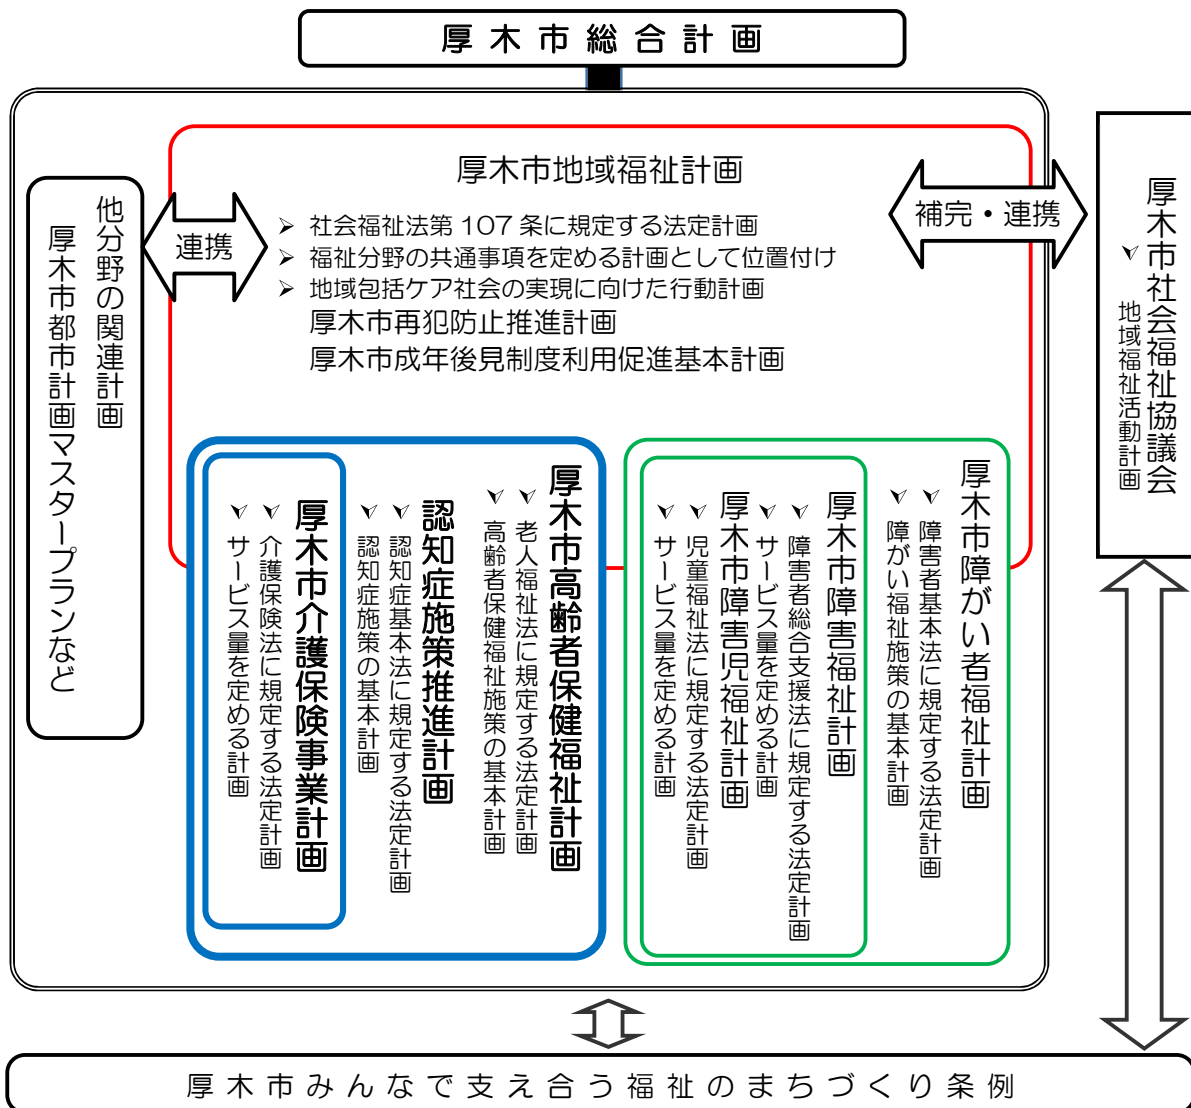 厚木市総合計画
厚木市地域福祉計画
➢ 社会福祉法第 107 条に規定する法定計画
➢ 福祉分野の共通事項を定める計画として位置付け
➢ 地域包括ケア社会の実現に向けた行動計画
厚木市再犯防止推進計画
厚木市成年後見制度利用促進基本計画
連携
補完・連携
他分野の関連計画
厚木市都市計画マスタープランなど
厚木市社会福祉協議会
➢ 地域福祉活動計画
厚木市障がい者福祉計画
➢ 障害者基本法に規定する法定計画
➢ 障がい福祉施策の基本計画
厚木市障害福祉計画
➢ 障害者総合支援法に規定する法定計画
➢ サービス量を定める計画
厚木市障害児福祉計画
➢ 児童福祉法に規定する法定計画
➢ サービス量を定める計画
厚木市高齢者保健福祉計画
➢ 老人福祉法に規定する法定計画
➢ 高齢者保健福祉施策の基本計画
認知症施策推進計画
➢ 認知症基本法に規定する法定計画
➢ 認知症施策の基本計画
厚木市介護保険事業計画
➢ 介護保険法に規定する法定計画
➢ サービス量を定める計画
厚木市みんなで支え合う福祉のまちづくり条例